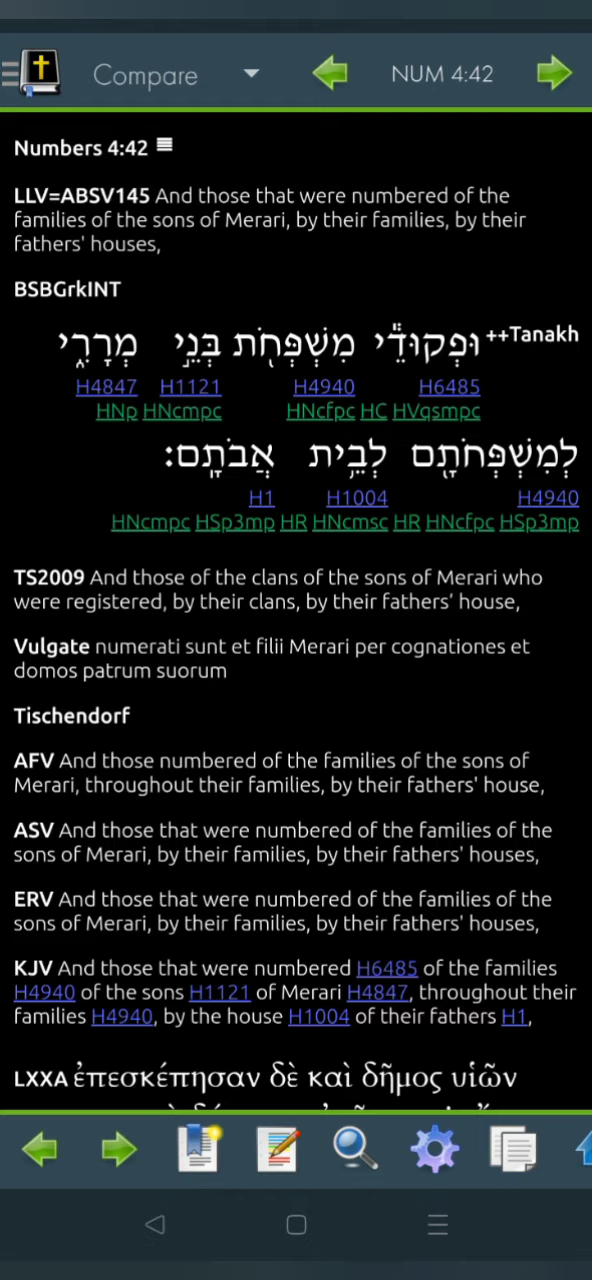 Compare
NUM 4:42
Numbers 4:42
LLV=ABSV145 And those that were numbered of the
families of the sons of Merari, by their families, by their
fathers' houses,
BSBGrkINT
++Tanakh וּפְקוּדֵ֕י מִשְׁפְּחֹ֖ת בְּנֵ֣י מְרָרִ֑י
H4847 H1121 H4940 H6485
HNp HNcmpc HNcfpc HC HVqsmpc
לְמִשְׁפְּחֹתָ֖ם לְבֵ֥ית אֲבֹתָֽם׃
H1 H1004 H4940
HNcmpc HSp3mp HR HNcmsc HR HNcfpc HSp3mp
TS2009 And those of the clans of the sons of Merari who
were registered, by their clans, by their fathers’ house,
Vulgate numerati sunt et filii Merari per cognationes et
domos patrum suorum
Tischendorf
AFV And those numbered of the families of the sons of
Merari, throughout their families, by their fathers' house,
ASV And those that were numbered of the families of the
sons of Merari, by their families, by their fathers' houses,
ERV And those that were numbered of the families of the
sons of Merari, by their families, by their fathers' houses,
KJV And those that were numbered H6485 of the families
H4940 of the sons H1121 of Merari H4847, throughout their
families H4940, by the house H1004 of their fathers H1,
LXXA ἐπεσκέπησαν δὲ καὶ δῆμος υἱῶν